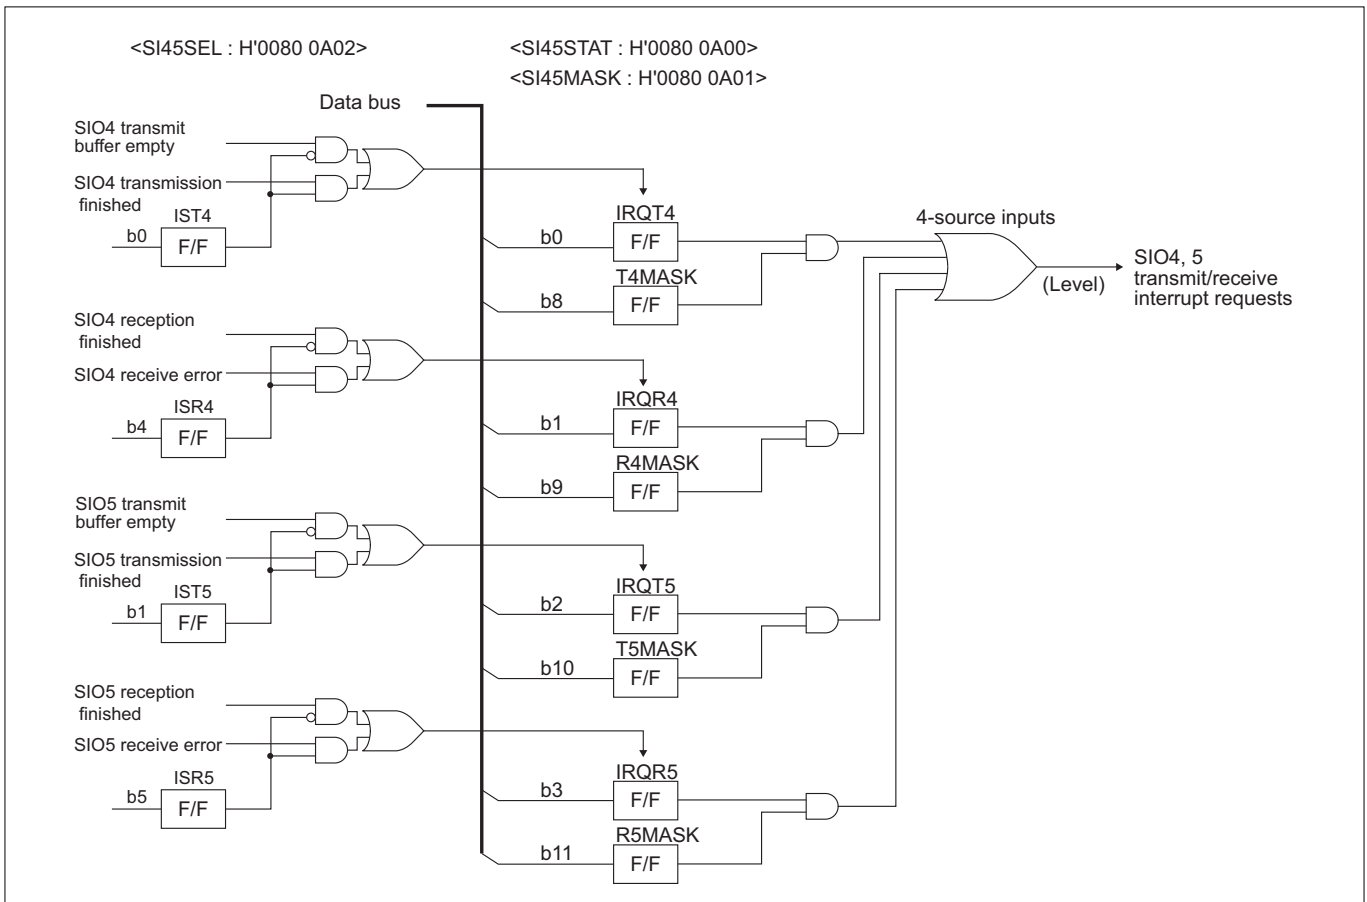 <SI45SEL : H'0080 0A02>
<SI45STAT : H'0080 0A00>
<SI45MASK : H'0080 0A01>
Data bus
SIO4 transmit
buffer empty
SIO4 transmission
finished
IST4
b0
F/F
IRQT4
b0
F/F
T4MASK
b8
F/F
4-source inputs
(Level)
SIO4, 5
transmit/receive
interrupt requests
SIO4 reception
finished
SIO4 receive error
ISR4
b4
F/F
IRQR4
b1
F/F
R4MASK
b9
F/F
SIO5 transmit
buffer empty
SIO5 transmission
finished
IST5
b1
F/F
IRQT5
b2
F/F
T5MASK
b10
F/F
SIO5 reception
finished
SIO5 receive error
ISR5
b5
F/F
IRQR5
b3
F/F
R5MASK
b11
F/F